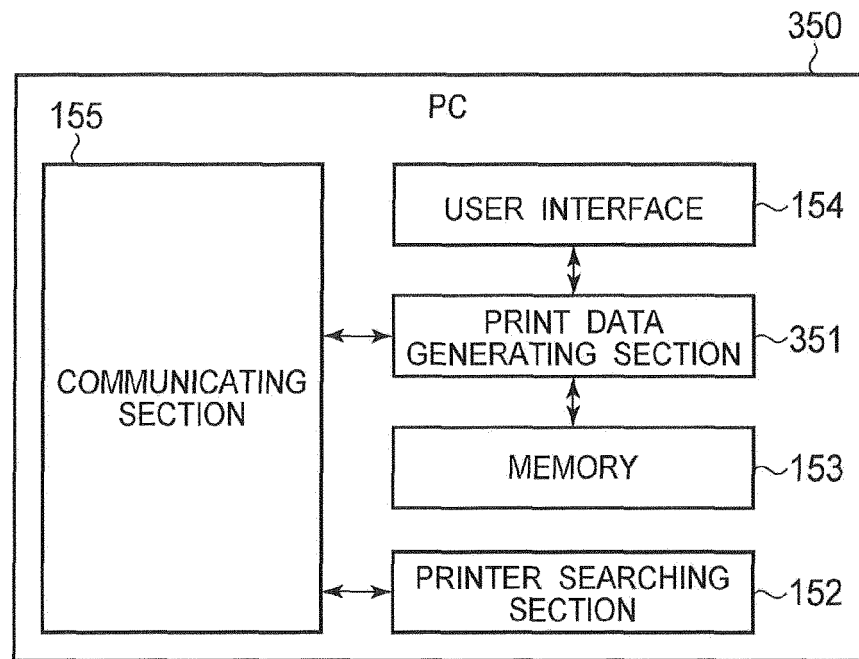 350
PC
155
USER INTERFACE
154
PRINT DATA
GENERATING SECTION
351
COMMUNICATING
SECTION
MEMORY
153
PRINTER SEARCHING
SECTION
152